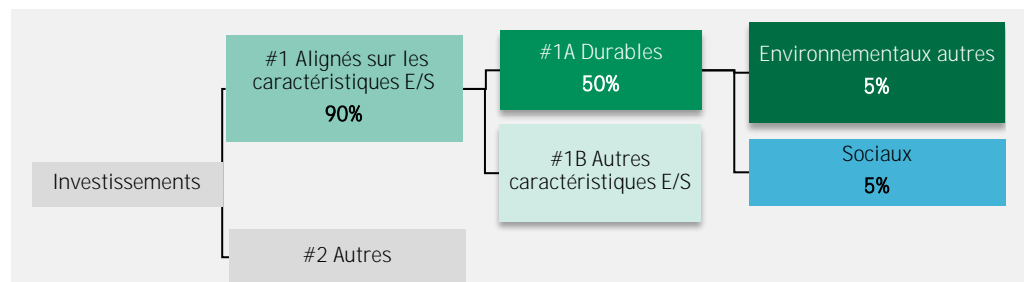 Investissements
#1 Alignés sur les
caractéristiques E/S
90%
#2 Autres
#1A Durables
50%
#1B Autres
caractéristiques E/S
Environnementaux autres
5%
Sociaux
5%